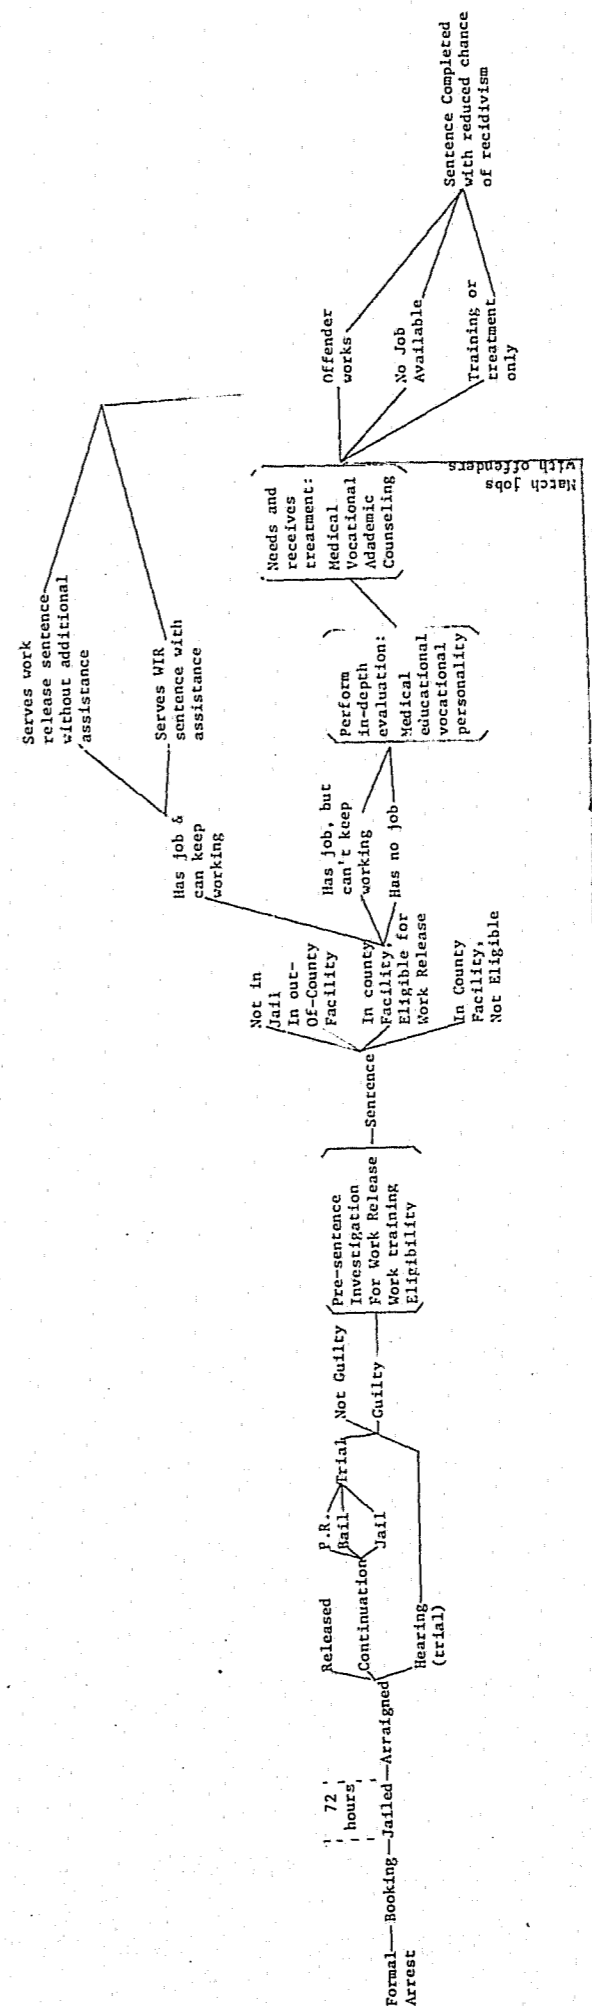 Formal
Arrest
Booking
Jailed
72
hours
Arraigned
Released
Continuation
Hearing
(trial)
P.R.
Bail
Jail
Trial
Not Guilty
Guilty
Pre-sentence
Investigation
For Work Release
Work training
Eligibility
Sentence
Not in
Jail
In out-
Of-County
Facility
In county
Facility,
Eligible for
Work Release
In County
Facility,
Not Eligible
Has job &
can keep
working
Has job, but
can't keep
working
Has no job
Serves work
release sentence
without additional
assistance
Serves WIR
sentence with
assistance
Perform
in-depth
evaluation:
Medical
educational
vocational
personality
Needs and
receives
treatment:
Medical
Vocational
Adademic
Counseling
Match jobs
with offenders
Offender
works
No Job
Available
Training or
treatment
only
Sentence Completed
with reduced chance
of recidivism